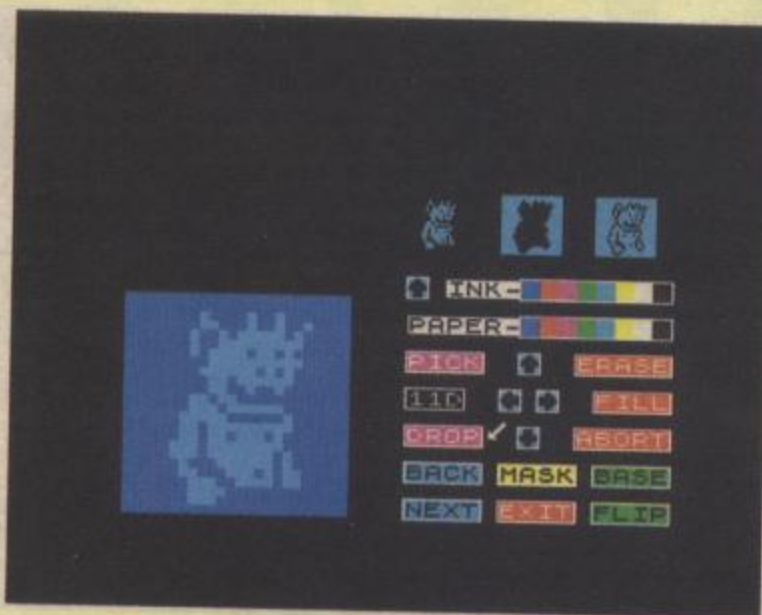 INK-
PAPER-
PICK ERASE
110 FILL
DROP ABORT
BACK MASK BASE
NEXT EXIT FLIP